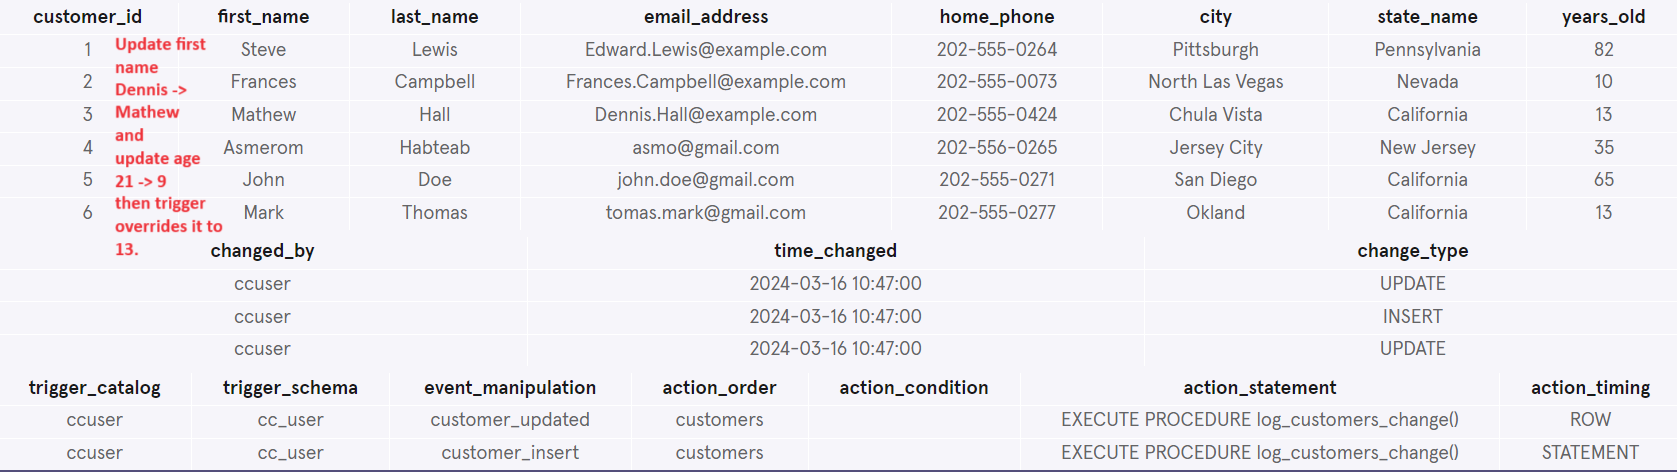 customer_id first_name last_name email_address home_phone city state_name years_old
1 Steve Lewis Edward.Lewis@example.com 202-555-0264 Pittsburgh Pennsylvania 82
2 Frances Campbell Frances.Campbell@example.com 202-555-0073 North Las Vegas Nevada 10
3 Mathew Hall Dennis.Hall@example.com 202-555-0424 Chula Vista California 13
4 Asmerom Habteab asmo@gmail.com 202-556-0265 Jersey City New Jersey 35
5 John Doe john.doe@gmail.com 202-555-0271 San Diego California 65
6 Mark Thomas tomas.mark@gmail.com 202-555-0277 Okland California 13
Update first
name
Dennis ->
Mathew
and
update age
21 -> 9
then trigger
overrides it to
13.
changed_by time_changed change_type
ccuser 2024-03-16 10:47:00 UPDATE
ccuser 2024-03-16 10:47:00 INSERT
ccuser 2024-03-16 10:47:00 UPDATE
trigger_catalog trigger_schema event_manipulation action_order action_condition action_statement action_timing
ccuser cc_user customer_updated customers EXECUTE PROCEDURE log_customers_change() ROW
ccuser cc_user customer_insert customers EXECUTE PROCEDURE log_customers_change() STATEMENT